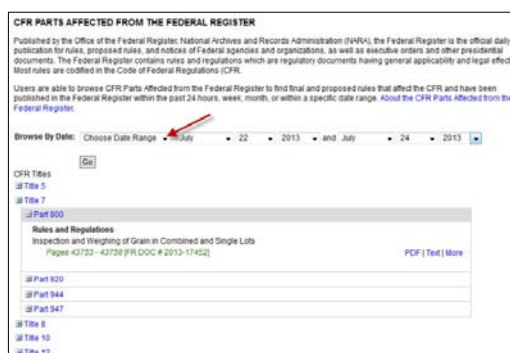 CFR PARTS AFFECTED FROM THE FEDERAL REGISTER
Published by the Office of the Federal Register, National Archives and Records Administration (NARA), the Federal Register is the official daily
publication for rules, proposed rules, and notices of Federal agencies and organizations, as well as executive orders and other presidential
documents. The Federal Register contains rules and regulations which are regulatory documents having general applicability and legal effect.
Most rules are codified in the Code of Federal Regulations (CFR.
Users are able to browse CFR Parts Affected from the Federal Register to find final and proposed rules that affect the CFR and have been
published in the Federal Register within the past 24 hours, week, month, or within a specific date range. About the CFR Parts Affected from the
Federal Register.
Browse By Date: Choose Date Range July 22 2013 and July 24 2013
Go
CFR Titles
Title 5
Title 7
Part 800
Rules and Regulations
Inspection and Weighing of Grain in Combined and Single Lots
Pages 43753 - 43756 [FR DOC # 2013-17452] PDF | Text | More
Part 920
Part 944
Part 947
Title 8
Title 10
Title 12